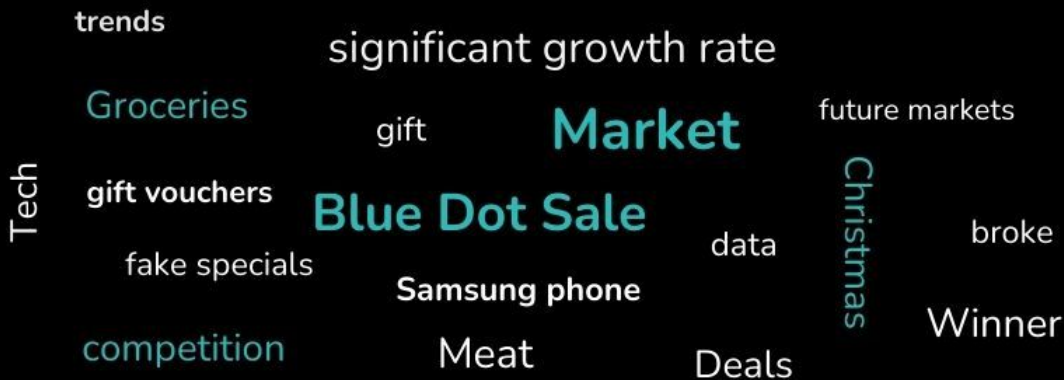 trends
significant growth rate
Groceries
gift
Market
future markets
Tech
gift vouchers
Blue Dot Sale
Christmas
data
broke
fake specials
Samsung phone
Winner
competition
Meat
Deals